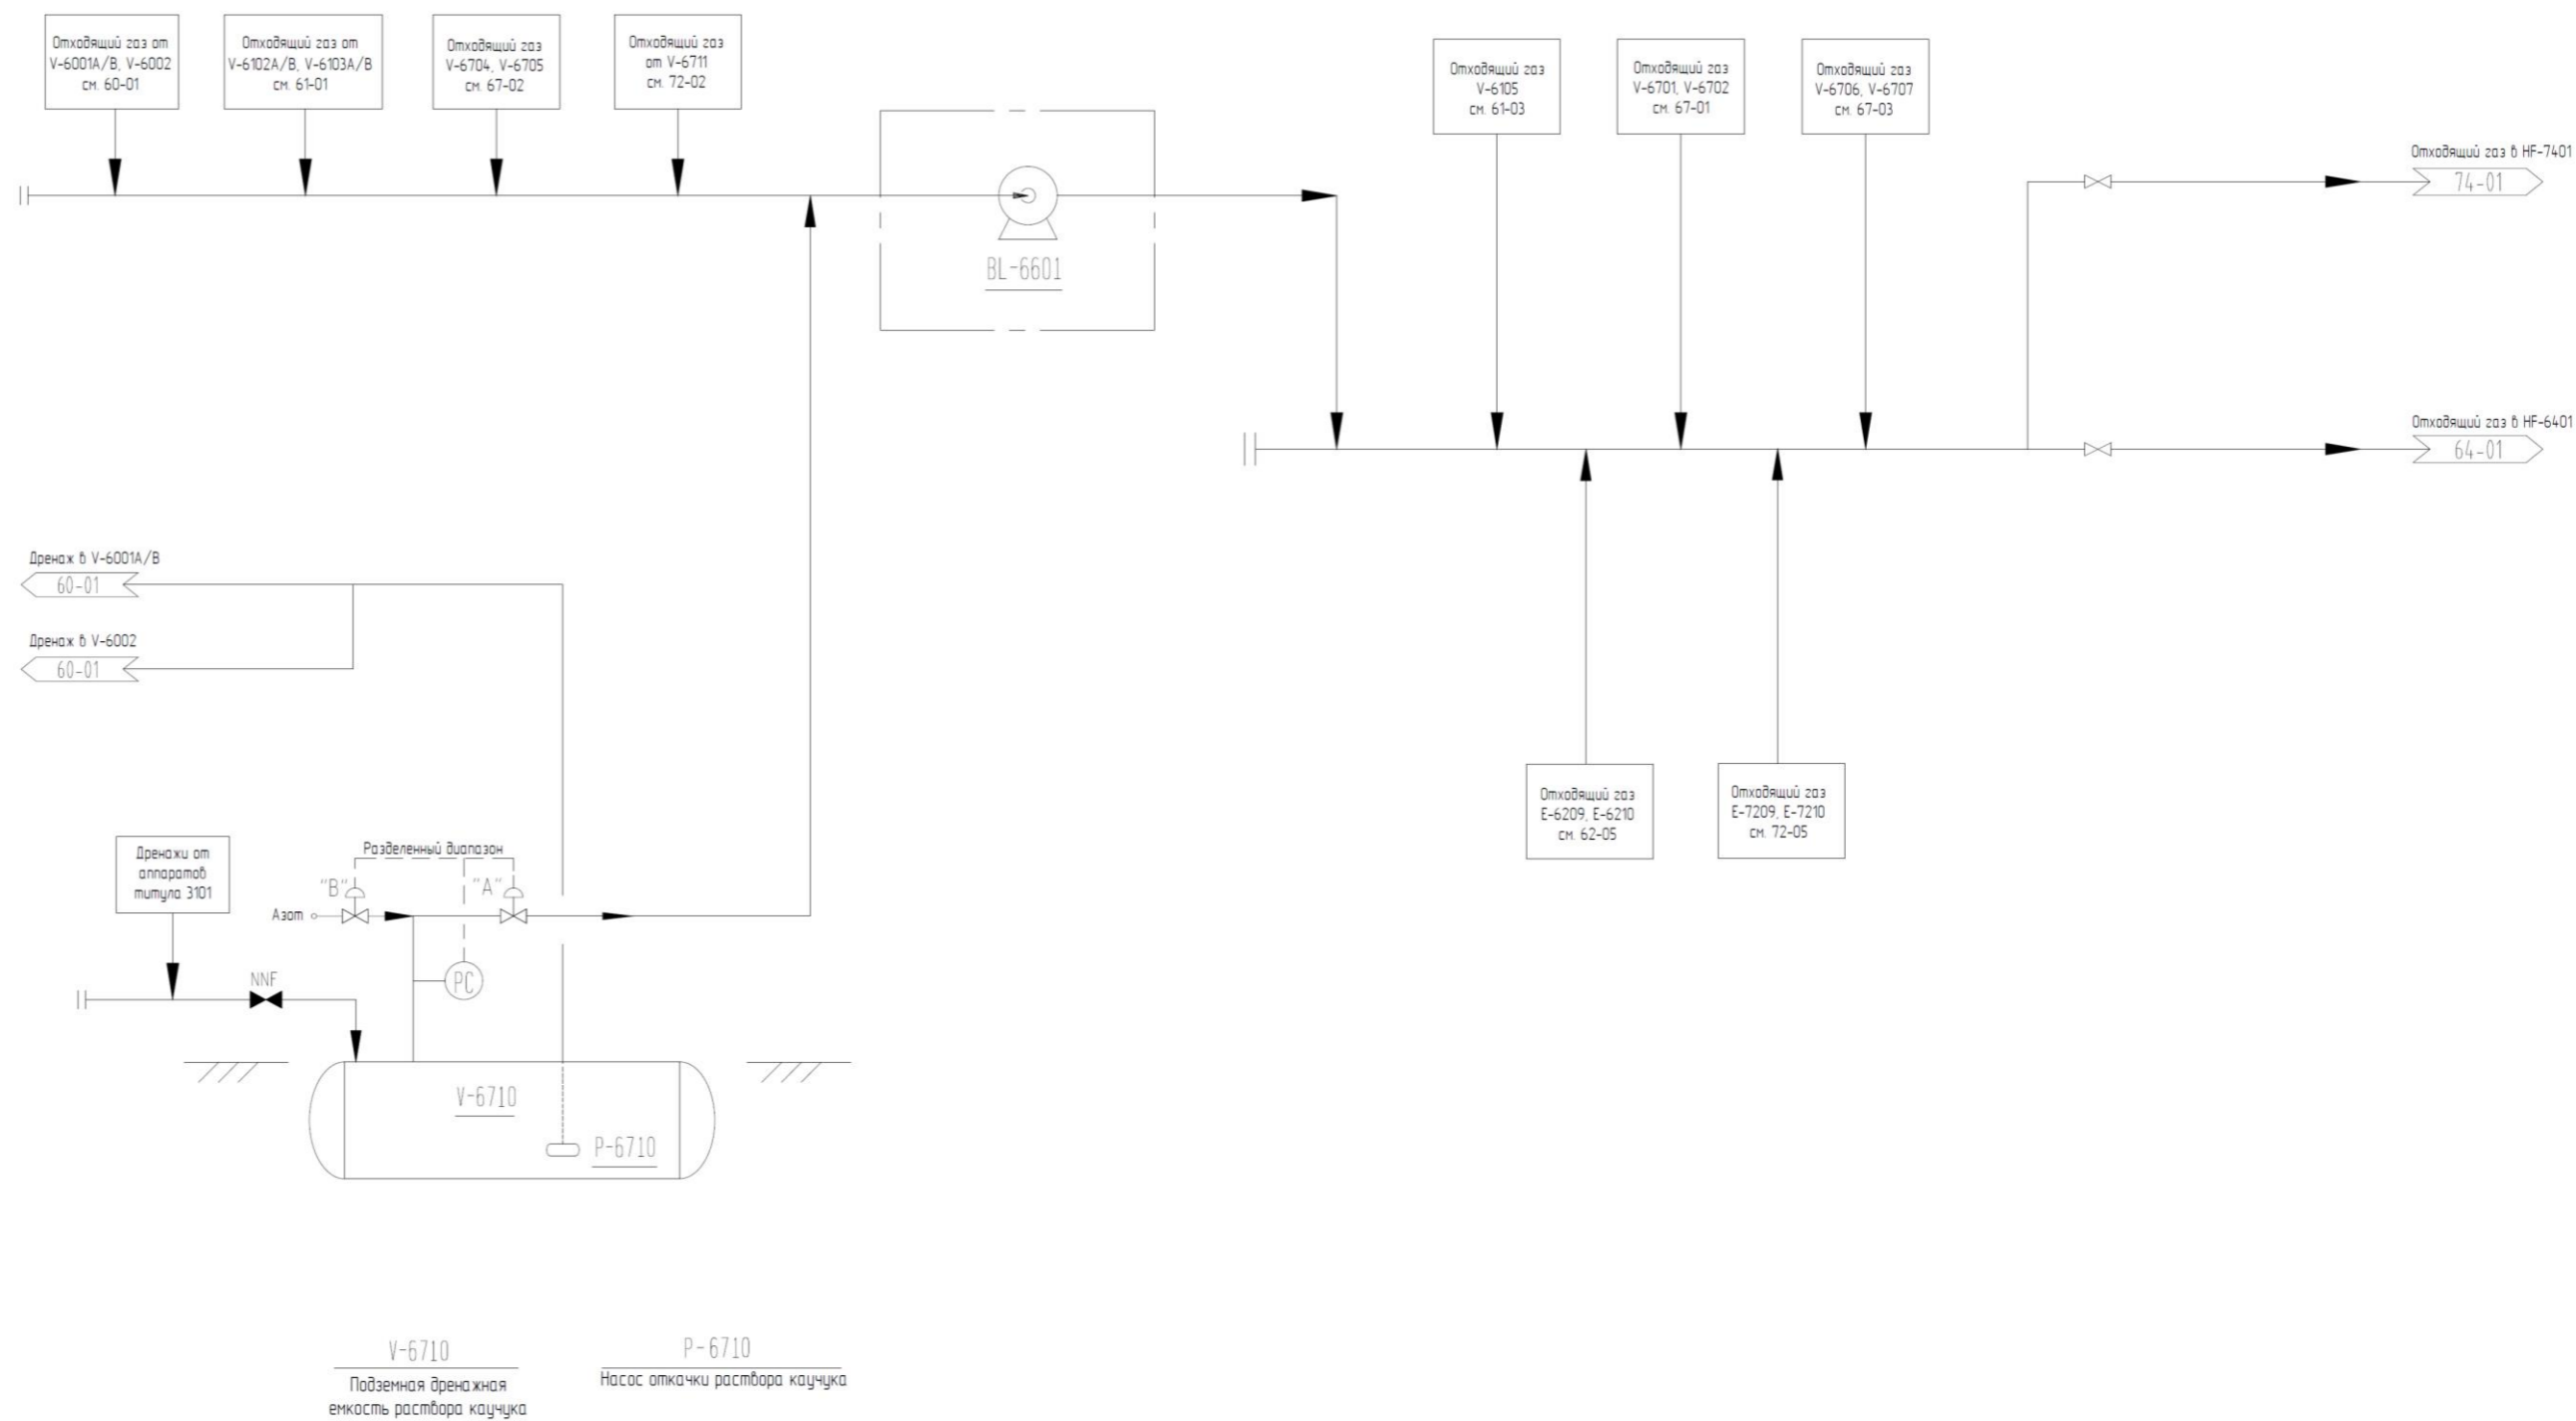 Отходящий газ от
V-6001А/В, V-6002
см. 60-01
Отходящий газ от
V-6102А/В, V-6103А/В
см. 61-01
Отходящий газ
V-6704, V-6705
см. 67-02
Отходящий газ
от V-6711
см. 72-02
Отходящий газ
V-6105
см. 61-03
Отходящий газ
V-6701, V-6702
см. 67-01
Отходящий газ
V-6706, V-6707
см. 67-03
Отходящий газ в HF-7401
74-01
BL-6601
Отходящий газ в HF-6401
64-01
Дренаж в V-6001А/В
60-01
Дренаж в V-6002
60-01
Отходящий газ
Е-6209, Е-6210
см. 62-05
Отходящий газ
Е-7209, Е-7210
см. 72-05
Дренажи от
аппаратов
титула 3101
Разделенный диапазон
"B"
"A"
Азот
NNF
PC
V-6710
P-6710
V-6710
Подземная дренажная
емкость раствора каучука
P-6710
Насос откачки раствора каучука